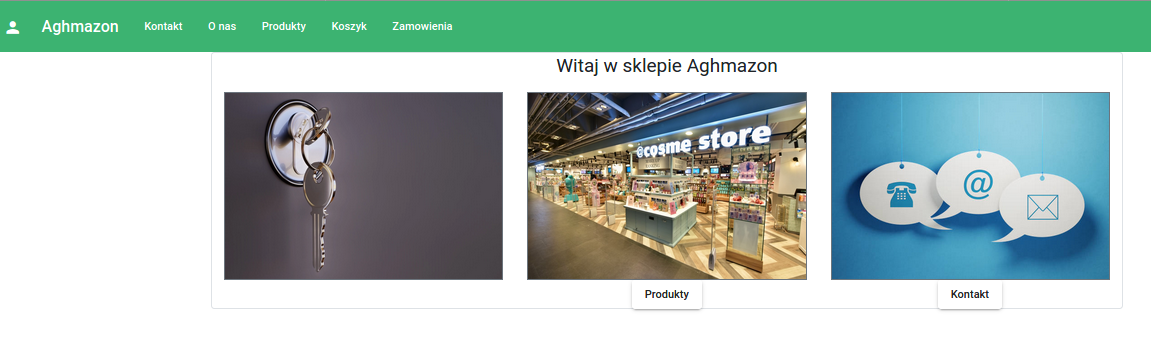 Aghmazon Kontakt O nas Produkty Koszyk Zamowienia
Witaj w sklepie Aghmazon
@cosme store
@
Produkty
Kontakt